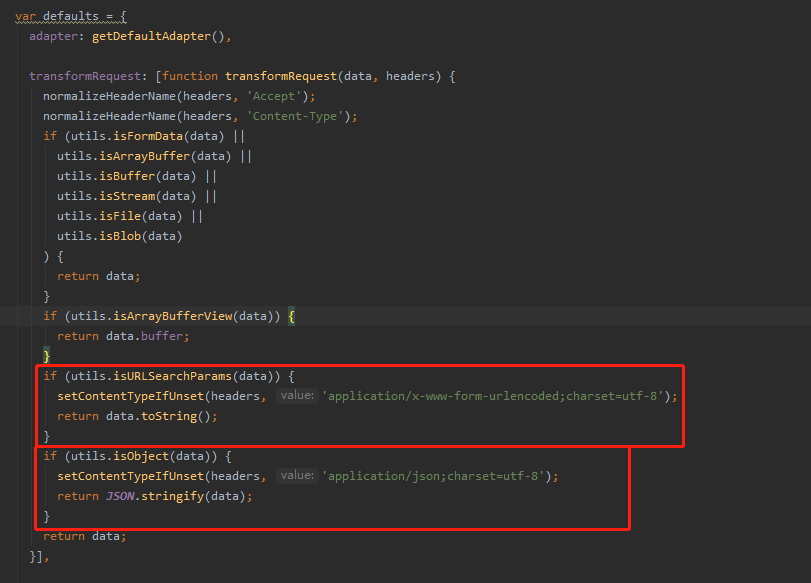 var defaults = {
  adapter: getDefaultAdapter(),
  transformRequest: [function transformRequest(data, headers) {
    normalizeHeaderName(headers, 'Accept');
    normalizeHeaderName(headers, 'Content-Type');
    if (utils.isFormData(data) ||
      utils.isArrayBuffer(data) ||
      utils.isBuffer(data) ||
      utils.isStream(data) ||
      utils.isFile(data) ||
      utils.isBlob(data)
    ) {
      return data;
    }
    if (utils.isArrayBufferView(data)) {
      return data.buffer;
    }
    if (utils.isURLSearchParams(data)) {
      setContentTypeIfUnset(headers, value: 'application/x-www-form-urlencoded;charset=utf-8');
      return data.toString();
    }
    if (utils.isObject(data)) {
      setContentTypeIfUnset(headers, value: 'application/json;charset=utf-8');
      return JSON.stringify(data);
    }
    return data;
  }],